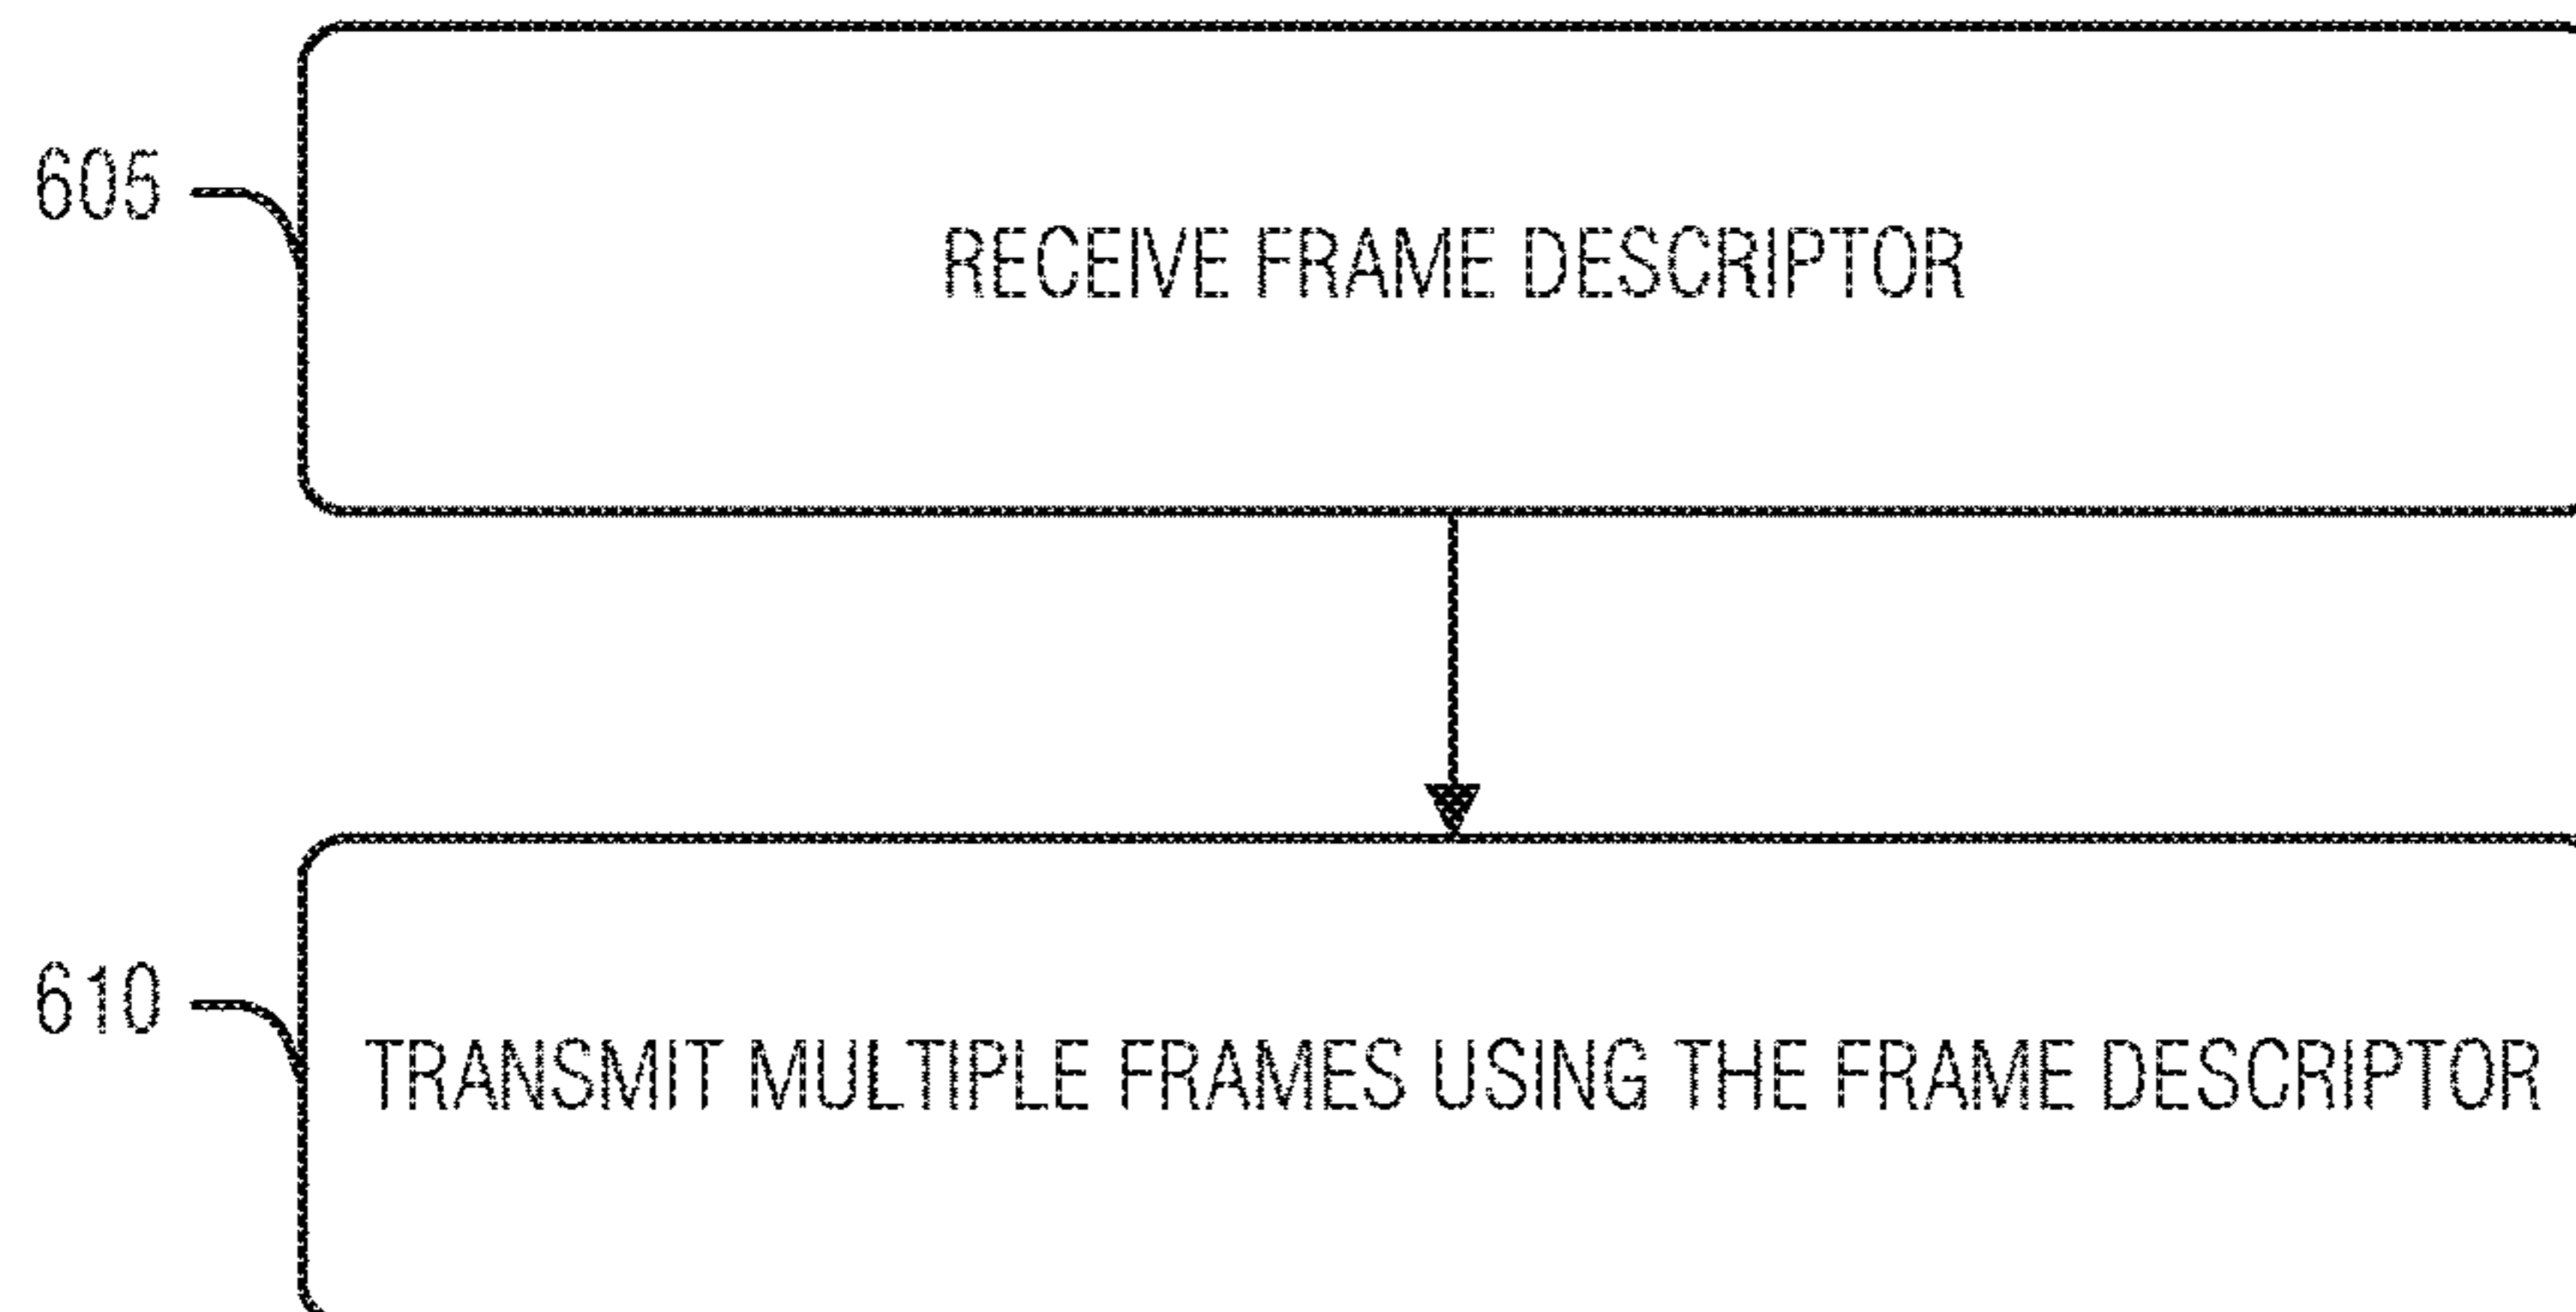 605
RECEIVE FRAME DESCRIPTOR
610
TRANSMIT MULTIPLE FRAMES USING THE FRAME DESCRIPTOR